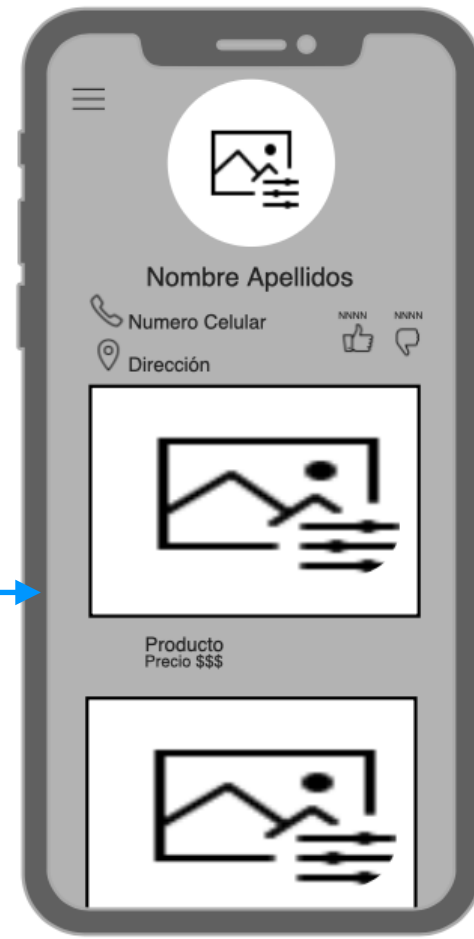 Nombre Apellidos
NNNN NNNN
Numero Celular
Dirección
Producto
Precio $$$